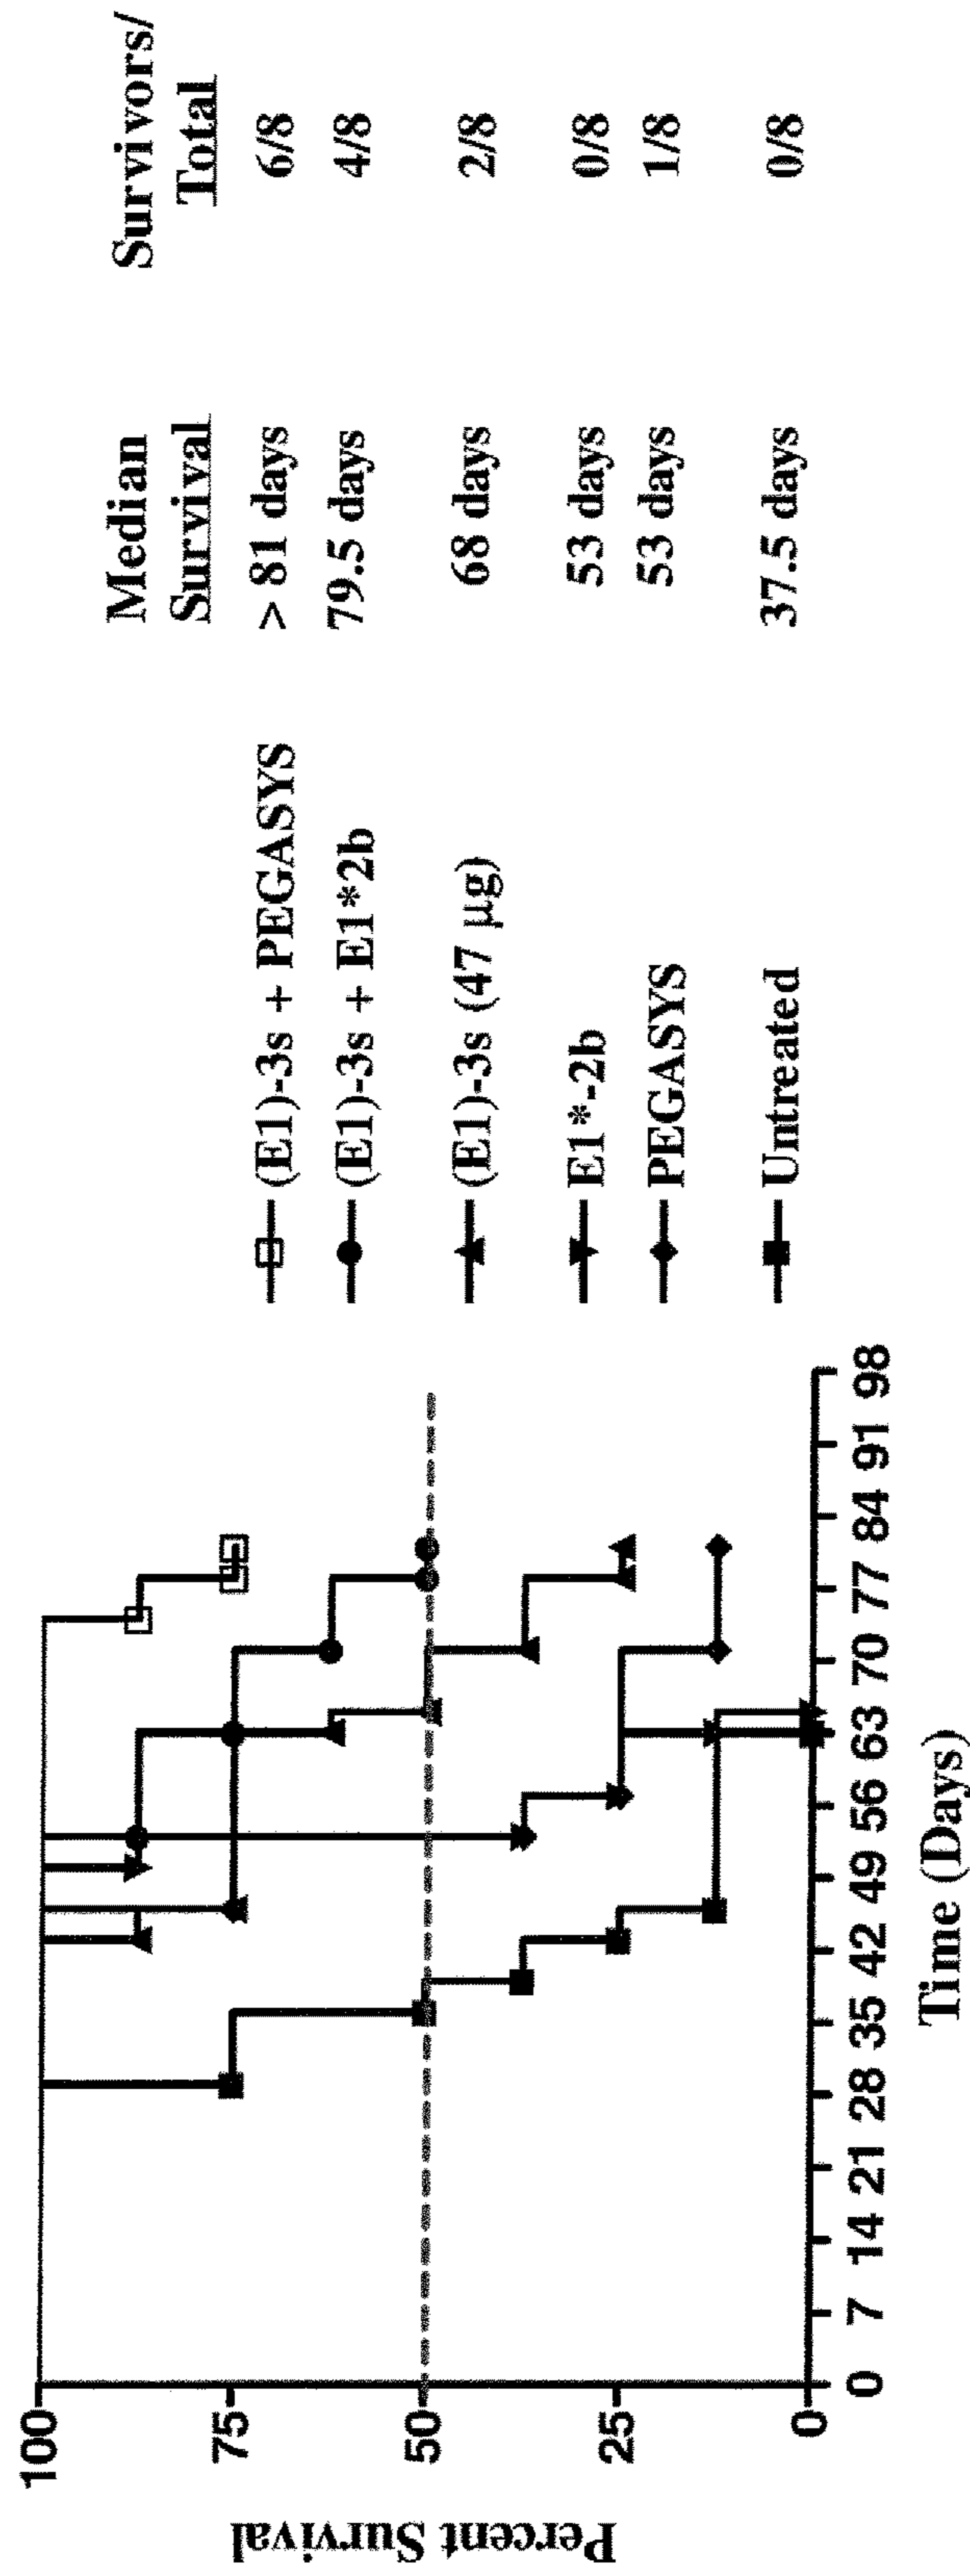 Percent Survival
100
75
50
25
0
0 7 14 21 28 35 42 49 56 63 70 77 84 91 98
Time (Days)
Median Survival
Survivors/
Total
(E1)-3s + PEGASYS > 81 days 6/8
(E1)-3s + E1*2b 79.5 days 4/8
(E1)-3s (47 μg) 68 days 2/8
E1*-2b 53 days 0/8
PEGASYS 53 days 1/8
Untreated 37.5 days 0/8